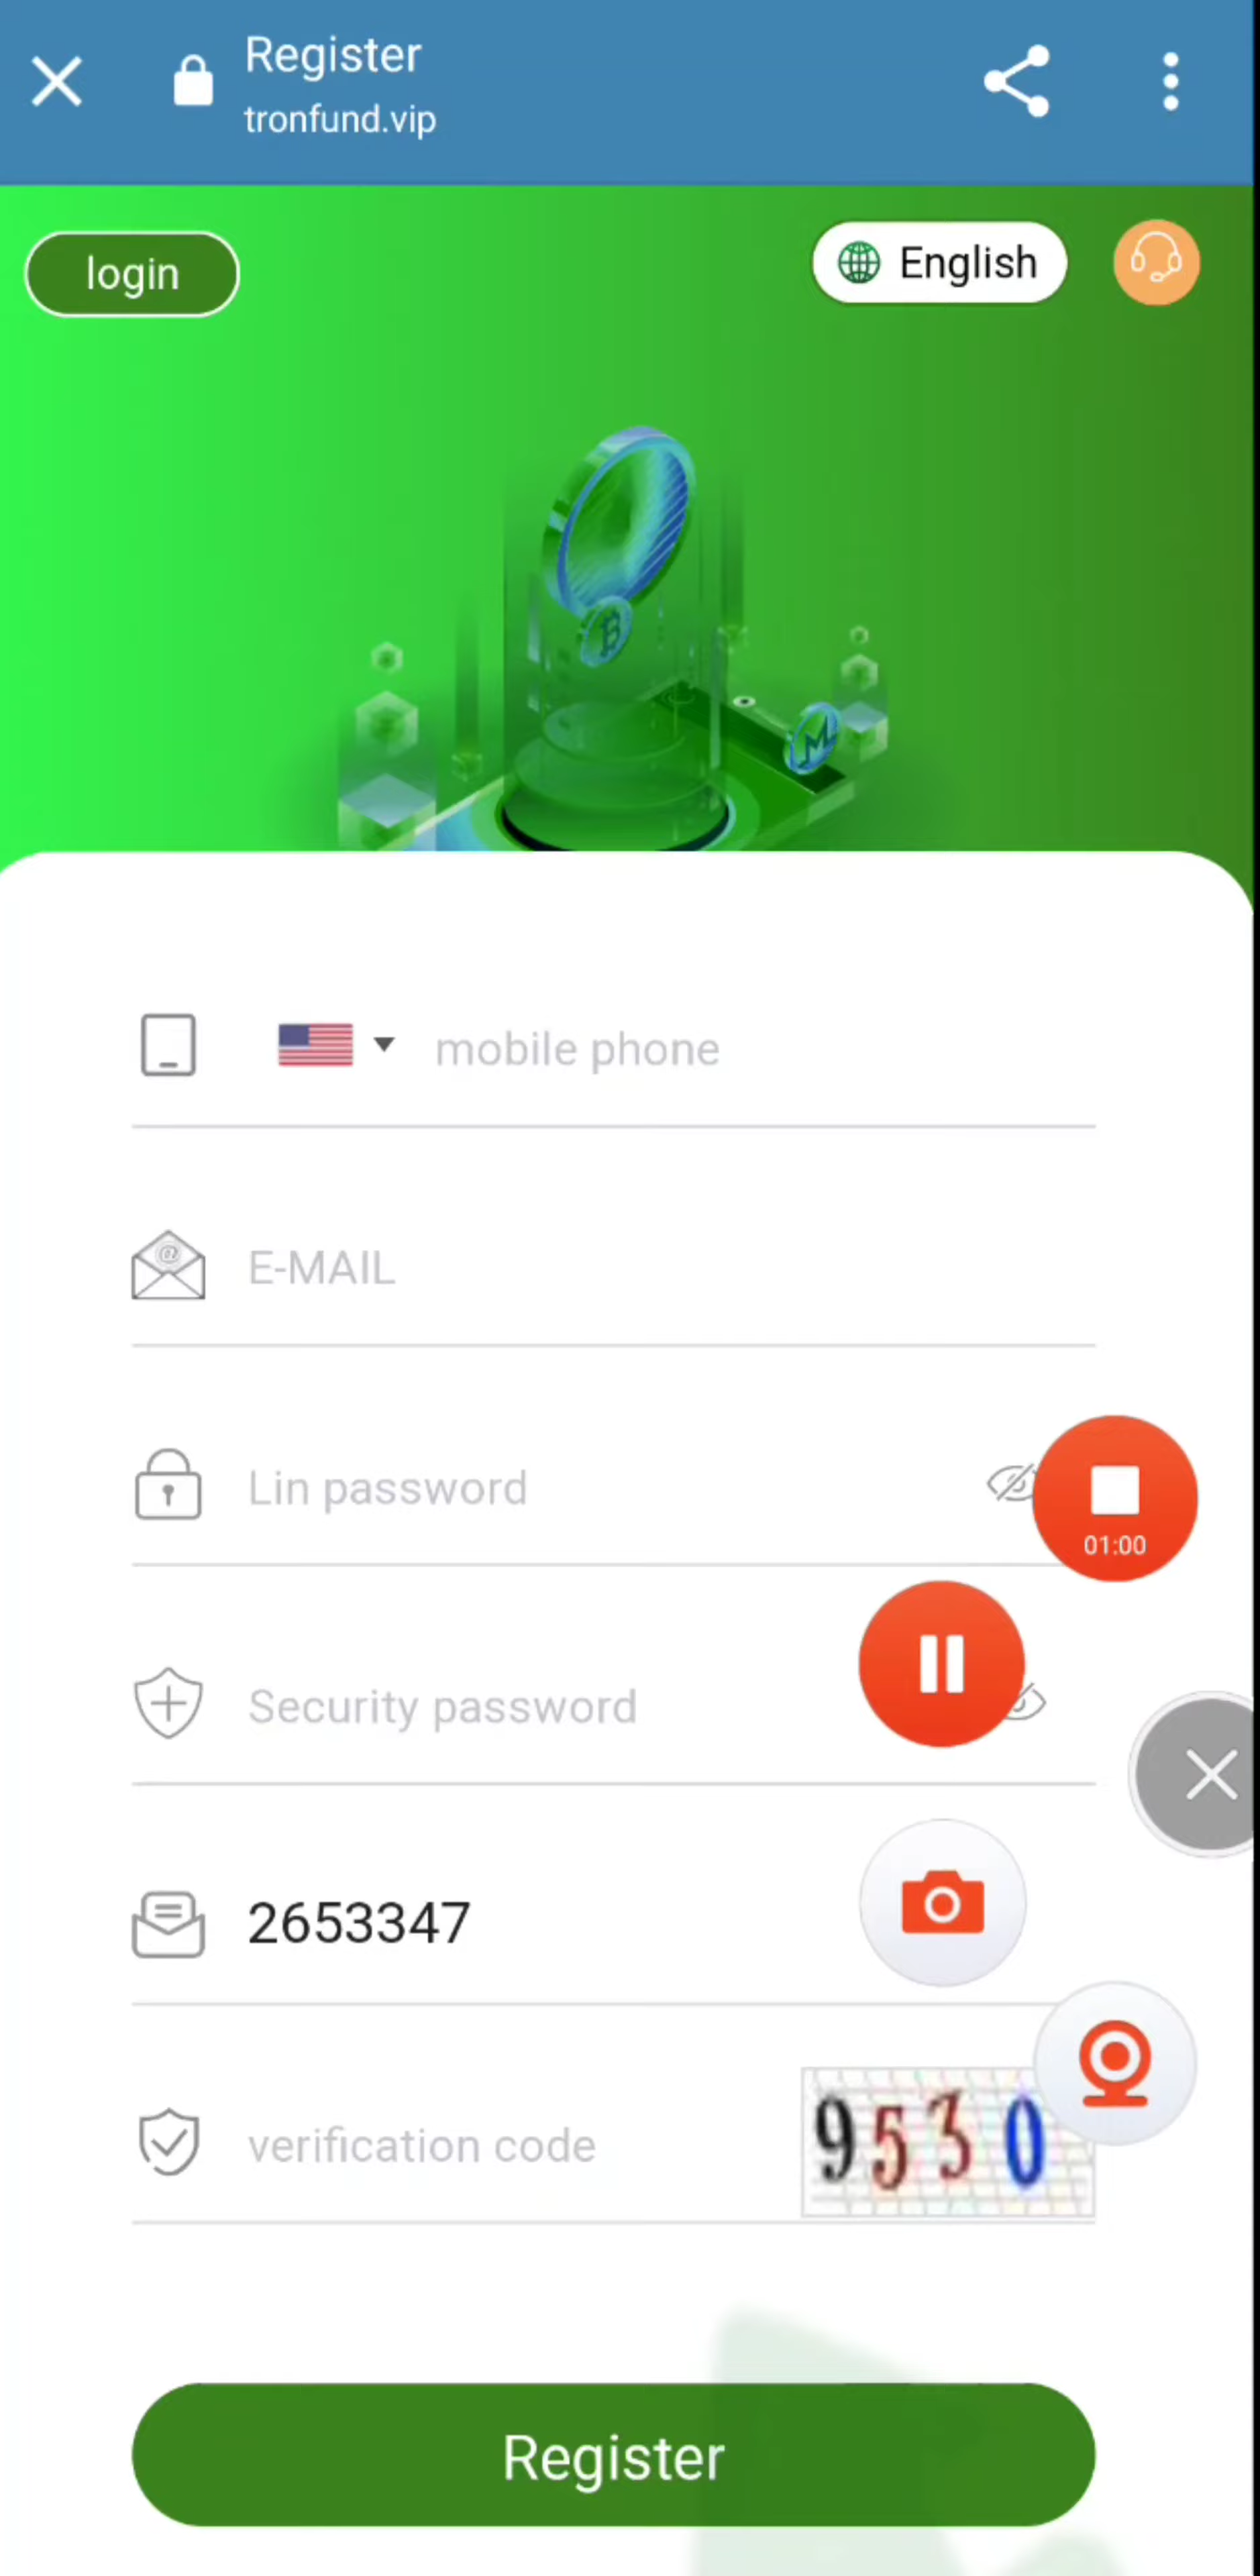 Register
tronfund.vip
login
English
mobile phone
E-MAIL
Lin password
01:00
Security password
2653347
verification code
9530
Register